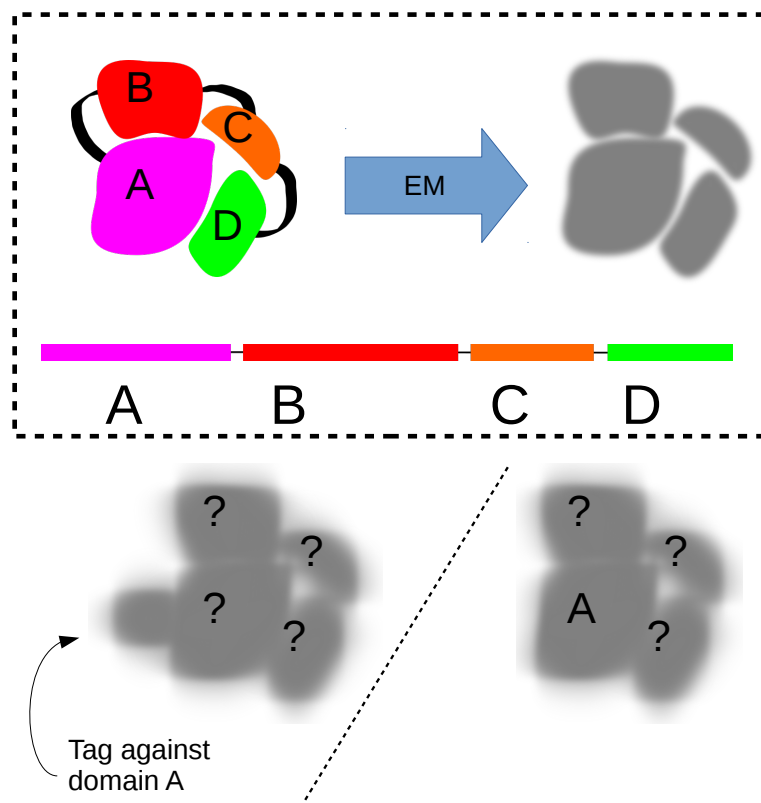 B
C
A
EM
D
A B C D
? ?
? ?
? A
? ?
Tag against
domain A